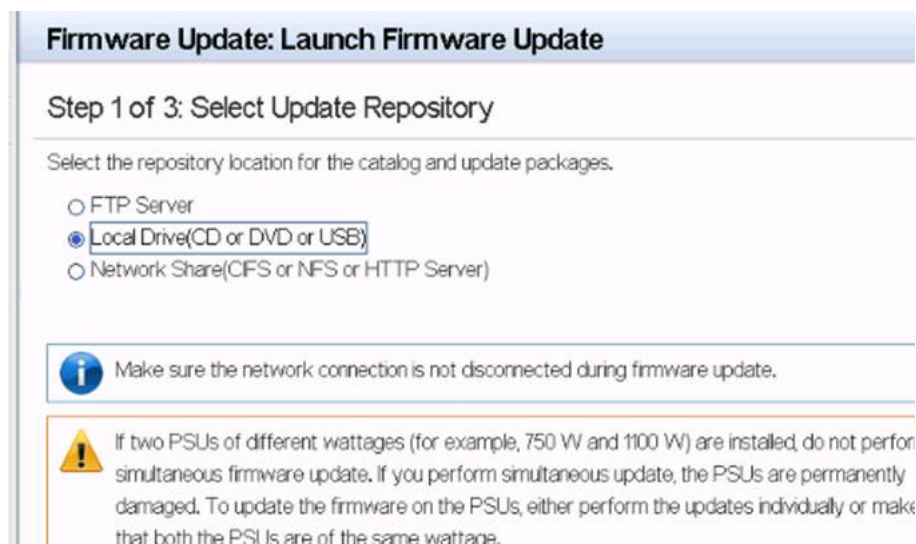 Firmware Update: Launch Firmware Update
Step 1 of 3: Select Update Repository
Select the repository location for the catalog and update packages.
FTP Server
Local Drive(CD or DVD or USB)
Network Share(CIFS or NFS or HTTP Server)
Make sure the network connection is not disconnected during firmware update.
If two PSUs of different wattages (for example, 750 W and 1100 W) are installed, do not perfor
simultaneous firmware update. If you perform simultaneous update, the PSUs are permanently
damaged. To update the firmware on the PSUs, either perform the updates individually or make
that both the PSUs are of the same wattage.